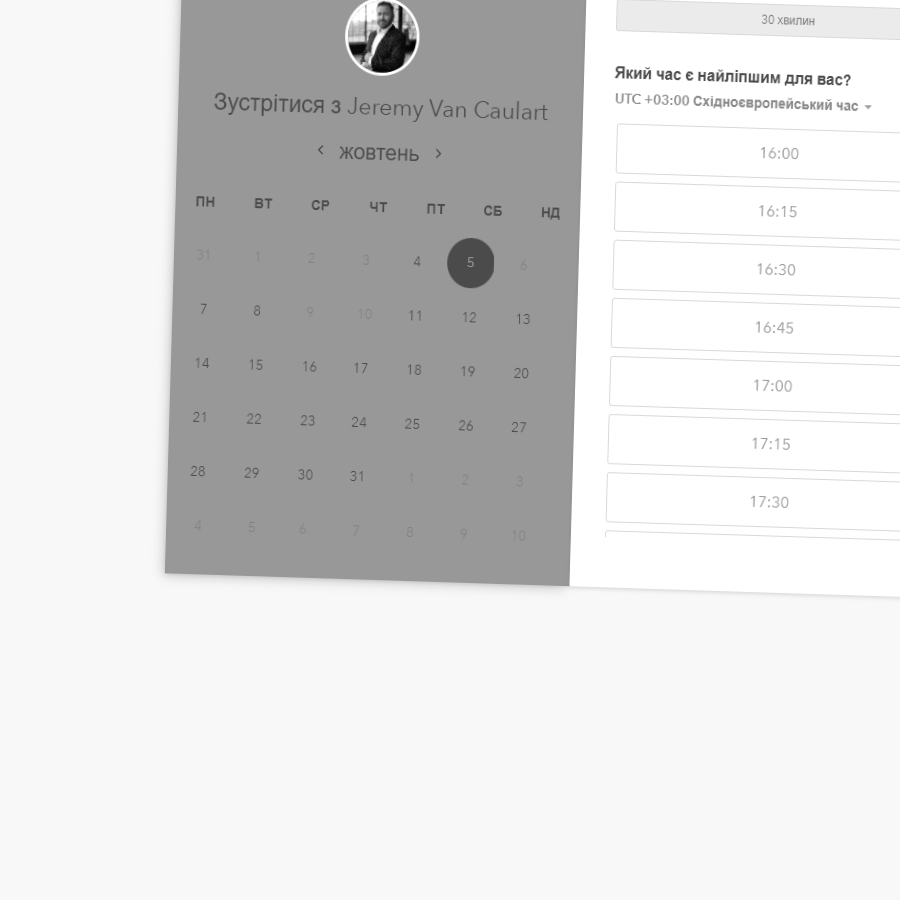 Зустрітися з Jeremy Van Caulart
жовтень
ПН ВТ СР ЧТ ПТ СБ НД
31 1 2 3 4 5 6
7 8 9 10 11 12 13
14 15 16 17 18 19 20
21 22 23 24 25 26 27
28 29 30 31 1 2 3
4 5 6 7 8 9 10
30 хвилин
Який час є найліпшим для вас?
UTC +03:00 Східноєвропейський час
16:00
16:15
16:30
16:45
17:00
17:15
17:30